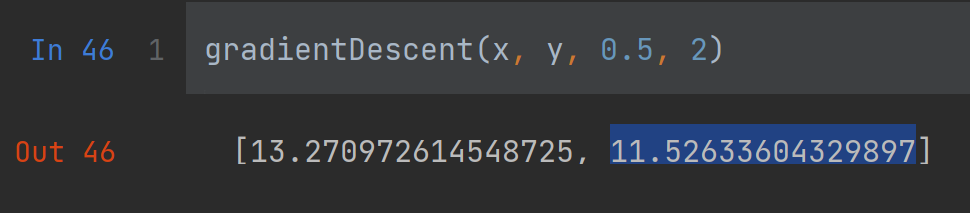 In 46 1 gradientDescent(x, y, 0.5, 2)
Out 46 [13.270972614548725, 11.52633604329897]